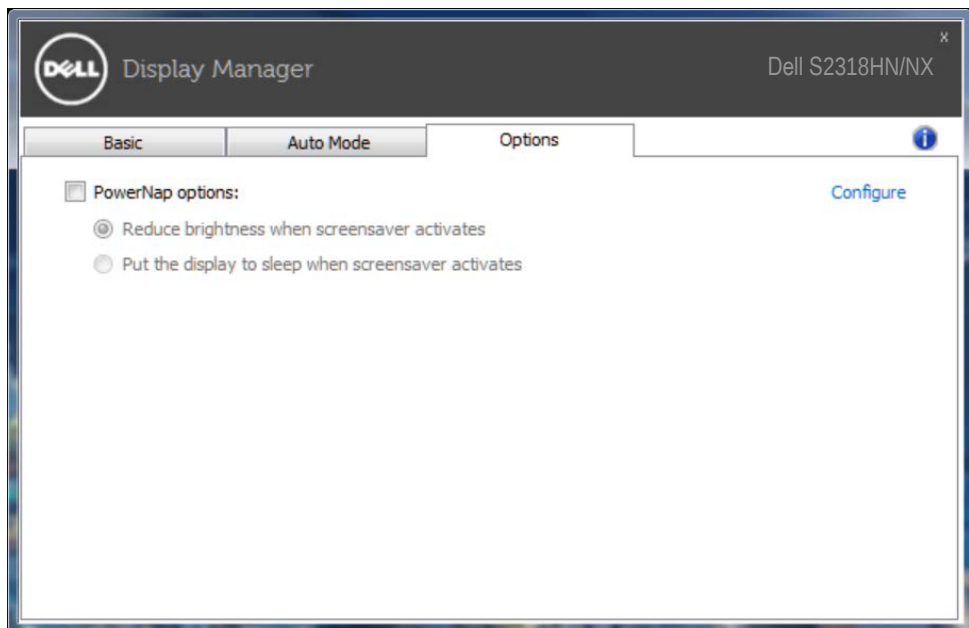 x
DELL Display Manager Dell S2318HN/NX
Basic Auto Mode Options
PowerNap options: Configure
Reduce brightness when screensaver activates
Put the display to sleep when screensaver activates